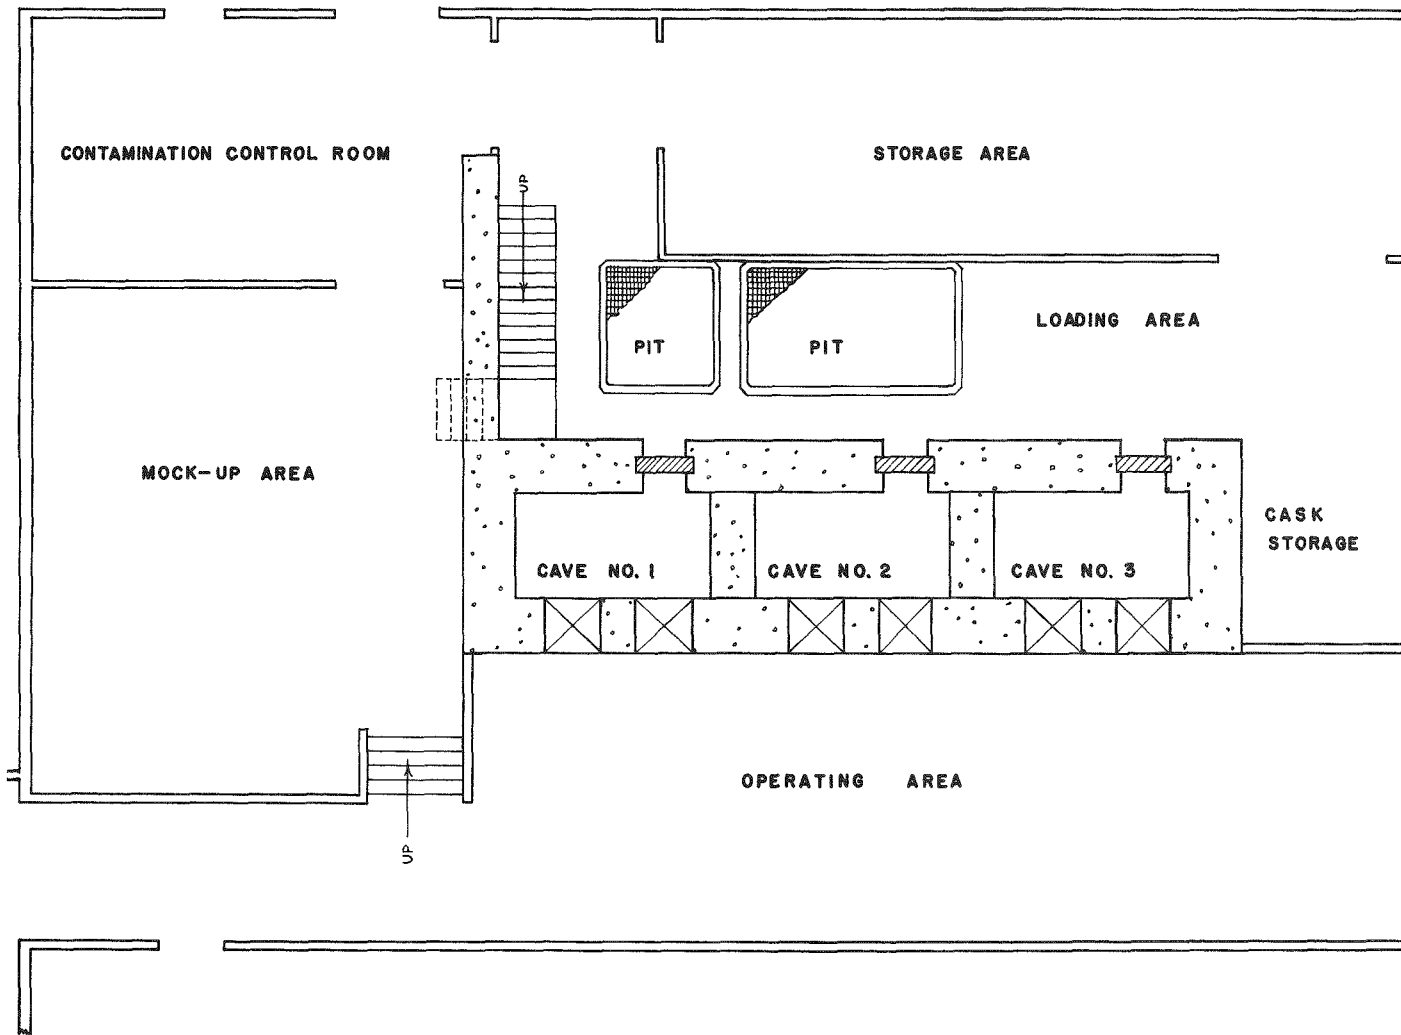 CONTAMINATION CONTROL ROOM
STORAGE AREA
UP
LOADING AREA
PIT
PIT
MOCK-UP AREA
CASK
STORAGE
CAVE NO. 1
CAVE NO. 2
CAVE NO. 3
OPERATING AREA
UP